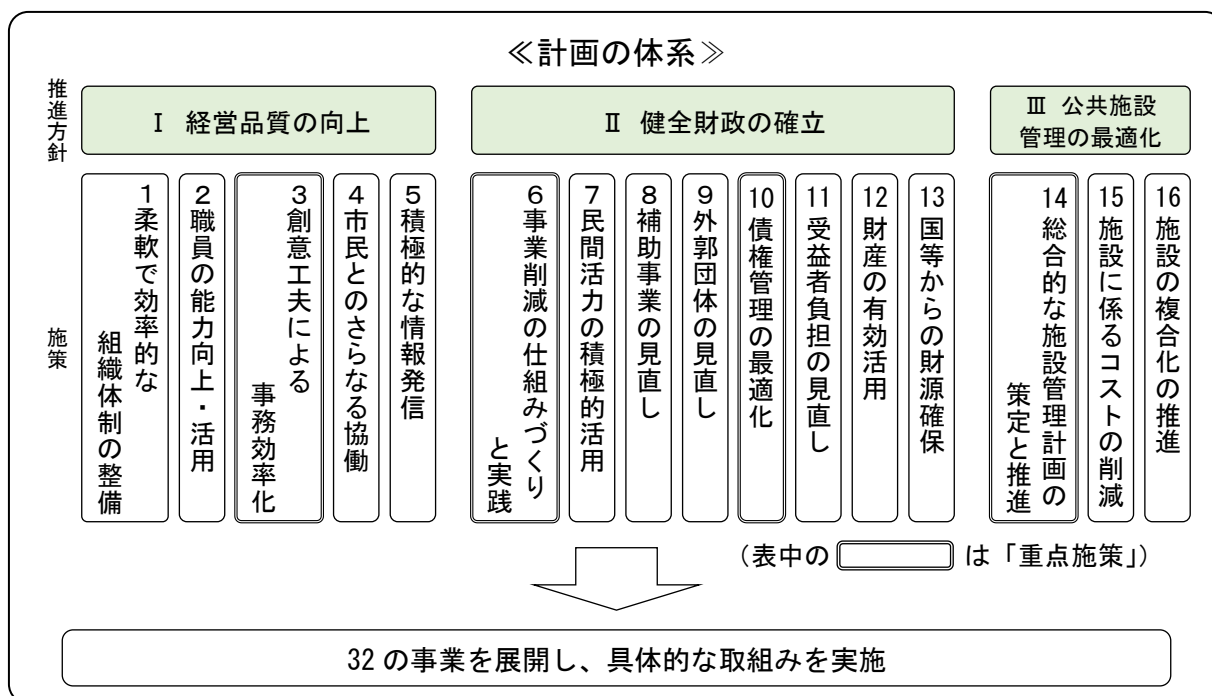 ≪計画の体系≫
推進方針
Ⅰ 経営品質の向上
Ⅱ 健全財政の確立
Ⅲ 公共施設
管理の最適化
施策
1 柔軟で効率的な
組織体制の整備
2 職員の能力向上・活用
3 創意工夫による
事務効率化
4 市民とのさらなる協働
5 積極的な情報発信
6 事業削減の仕組みづくり
と実践
7 民間活力の積極的活用
8 補助事業の見直し
9 外郭団体の見直し
10 債権管理の最適化
11 受益者負担の見直し
12 財産の有効活用
13 国等からの財源確保
14 総合的な施設管理計画の
策定と推進
15 施設に係るコストの削減
16 施設の複合化の推進
（表中の は「重点施策」）
32 の事業を展開し、具体的な取組みを実施